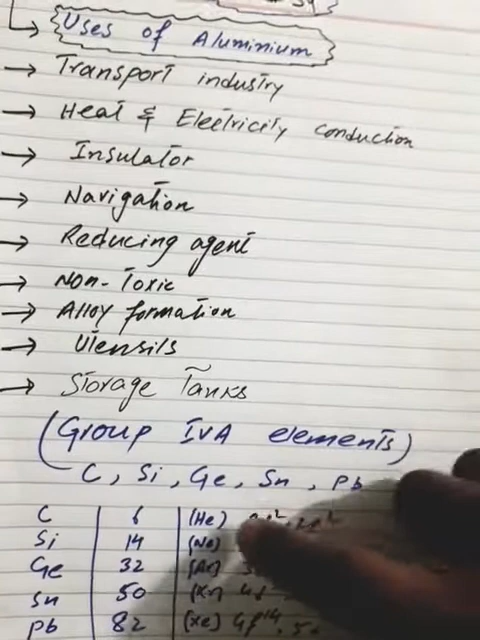 Uses of Aluminium
→ Transport industry
→ Heat & Electricity conduction
→ Insulator
→ Navigation
→ Reducing agent
→ Non-Toxic
→ Alloy formation
→ Utensils
→ Storage Tanks
(Group IVA elements)
C, Si, Ge, Sn, Pb
C 6 (He)
Si 14 (Ne)
Ge 32 (Ar)
Sn 50 (Kr)
Pb 82 (Xe) 4f14